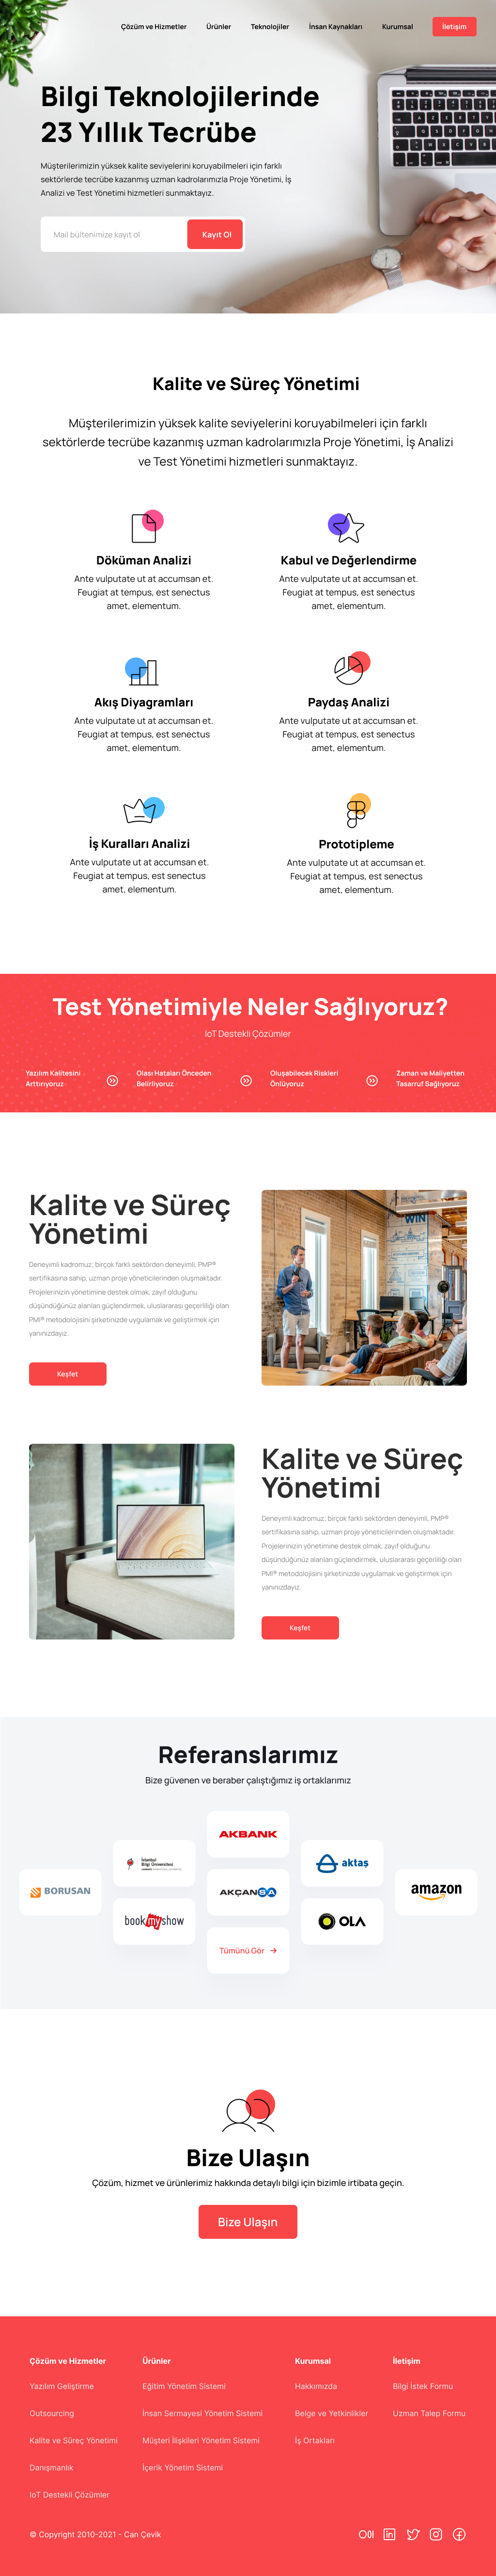 Çözüm ve Hizmetler Ürünler Teknolojiler İnsan Kaynakları Kurumsal İletişim
Bilgi Teknolojilerinde
23 Yıllık Tecrübe
Müşterilerimizin yüksek kalite seviyelerini koruyabilmeleri için farklı
sektörlerde tecrübe kazanmış uzman kadrolarımızla Proje Yönetimi, İş
Analizi ve Test Yönetimi hizmetleri sunmaktayız.
Mail bültenimize kayıt ol
Kayıt Ol
Kalite ve Süreç Yönetimi
Müşterilerimizin yüksek kalite seviyelerini koruyabilmeleri için farklı
sektörlerde tecrübe kazanmış uzman kadrolarımızla Proje Yönetimi, İş Analizi
ve Test Yönetimi hizmetleri sunmaktayız.
Döküman Analizi
Ante vulputate ut at accumsan et.
Feugiat at tempus, est senectus
amet, elementum.
Kabul ve Değerlendirme
Ante vulputate ut at accumsan et.
Feugiat at tempus, est senectus
amet, elementum.
Akış Diyagramları
Ante vulputate ut at accumsan et.
Feugiat at tempus, est senectus
amet, elementum.
Paydaş Analizi
Ante vulputate ut at accumsan et.
Feugiat at tempus, est senectus
amet, elementum.
İş Kuralları Analizi
Ante vulputate ut at accumsan et.
Feugiat at tempus, est senectus
amet, elementum.
Prototipleme
Ante vulputate ut at accumsan et.
Feugiat at tempus, est senectus
amet, elementum.
Test Yönetimiyle Neler Sağlıyoruz?
IoT Destekli Çözümler
Yazılım Kalitesini
Arttırıyoruz
Olası Hataları Önceden
Belirliyoruz
Oluşabilecek Riskleri
Önlüyoruz
Zaman ve Maliyetten
Tasarruf Sağlıyoruz
Kalite ve Süreç
Yönetimi
Deneyimli kadromuz; birçok farklı sektörden deneyimli, PMP®
sertifikasına sahip, uzman proje yöneticilerinden oluşmaktadır.
Projelerinizin yönetimine destek olmak, zayıf olduğunu
düşündüğünüz alanları güçlendirmek, uluslararası geçerliliği olan
PMI® metodolojisini şirketinizde uygulamak ve geliştirmek için
yanınızdayız.
Keşfet
WIN
Kalite ve Süreç
Yönetimi
Deneyimli kadromuz; birçok farklı sektörden deneyimli, PMP®
sertifikasına sahip, uzman proje yöneticilerinden oluşmaktadır.
Projelerinizin yönetimine destek olmak, zayıf olduğunu
düşündüğünüz alanları güçlendirmek, uluslararası geçerliliği olan
PMI® metodolojisini şirketinizde uygulamak ve geliştirmek için
yanınızdayız.
Keşfet
Referanslarımız
Bize güvenen ve beraber çalıştığımız iş ortaklarımız
BORUSAN
İstanbul
Bilgi Üniversitesi
bookmyshow
AKBANK
AKÇANSA
Tümünü Gör
aktaş
OLA
amazon
Bize Ulaşın
Çözüm, hizmet ve ürünlerimiz hakkında detaylı bilgi için bizimle irtibata geçin.
Bize Ulaşın
Çözüm ve Hizmetler
Yazılım Geliştirme
Outsourcing
Kalite ve Süreç Yönetimi
Danışmanlık
IoT Destekli Çözümler
Ürünler
Eğitim Yönetim Sistemi
İnsan Sermayesi Yönetim Sistemi
Müşteri İlişkileri Yönetim Sistemi
İçerik Yönetim Sistemi
Kurumsal
Hakkımızda
Belge ve Yetkinlikler
İş Ortakları
İletişim
Bilgi İstek Formu
Uzman Talep Formu
© Copyright 2010-2021 - Can Çevik